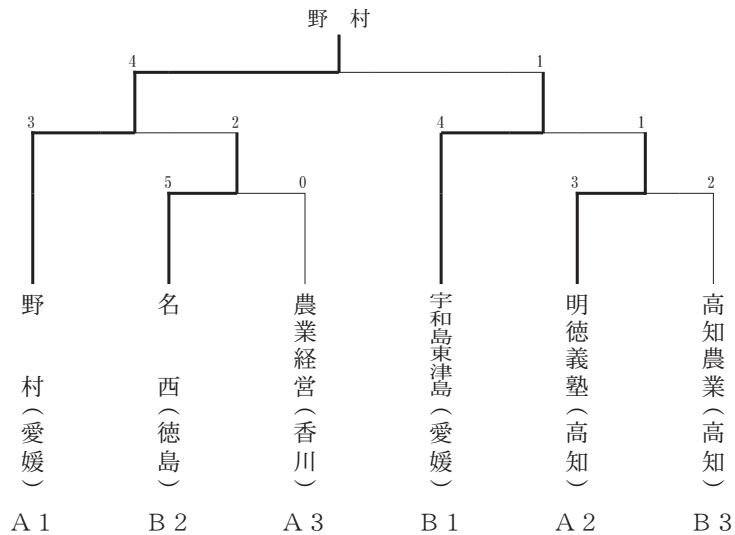 野　村
4　1
3　2　4　1
5　0　3　2
野　村（愛媛）
名　西（徳島）
農業経営（香川）
宇和島東津島（愛媛）
明徳義塾（高知）
高知農業（高知）
Ａ１　Ｂ２　Ａ３　Ｂ１　Ａ２　Ｂ３